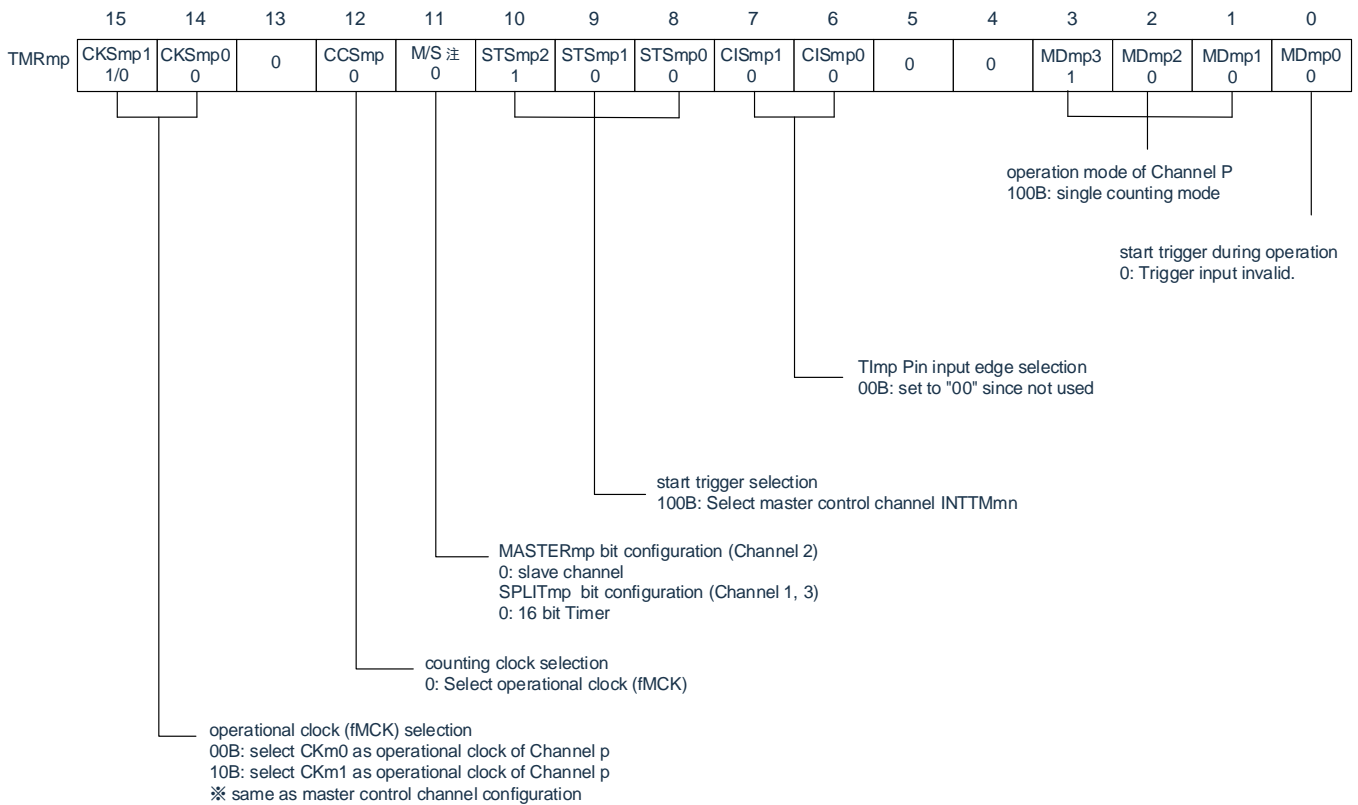 15 14 13 12 11 10 9 8 7 6 5 4 3 2 1 0
TMRmp CKSmp1 CKSmp0 0 CCSmp M/S 注 STSmp2 STSmp1 STSmp0 CISmp1 CISmp0 0 0 MDmp3 MDmp2 MDmp1 MDmp0
1/0 0 0 0 1 0 0 0 0 1 0 0 0
operation mode of Channel P
100B: single counting mode
start trigger during operation
0: Trigger input invalid.
TImp Pin input edge selection
00B: set to "00" since not used
start trigger selection
100B: Select master control channel INTTMmn
MASTERmp bit configuration (Channel 2)
0: slave channel
SPLITmp bit configuration (Channel 1, 3)
0: 16 bit Timer
counting clock selection
0: Select operational clock (fMCK)
operational clock (fMCK) selection
00B: select CKm0 as operational clock of Channel p
10B: select CKm1 as operational clock of Channel p
※ same as master control channel configuration